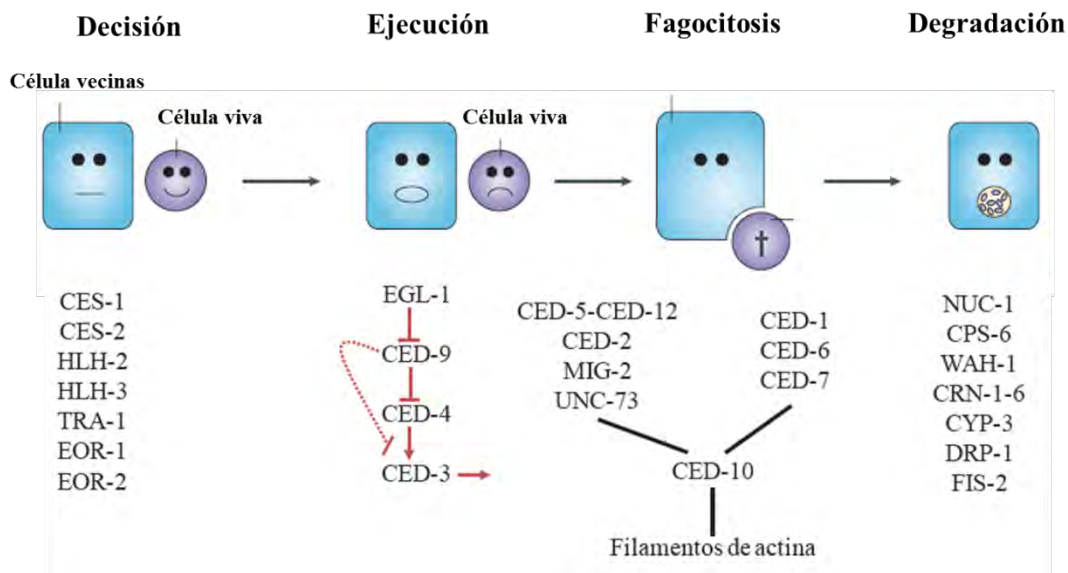 Decisión
Ejecución
Fagocitosis
Degradación
Célula vecinas
Célula viva
Célula viva
CES-1
CES-2
HLH-2
HLH-3
TRA-1
EOR-1
EOR-2
EGL-1
CED-9
CED-4
CED-3
CED-5-CED-12
CED-2
MIG-2
UNC-73
CED-1
CED-6
CED-7
CED-10
Filamentos de actina
NUC-1
CPS-6
WAH-1
CRN-1-6
CYP-3
DRP-1
FIS-2